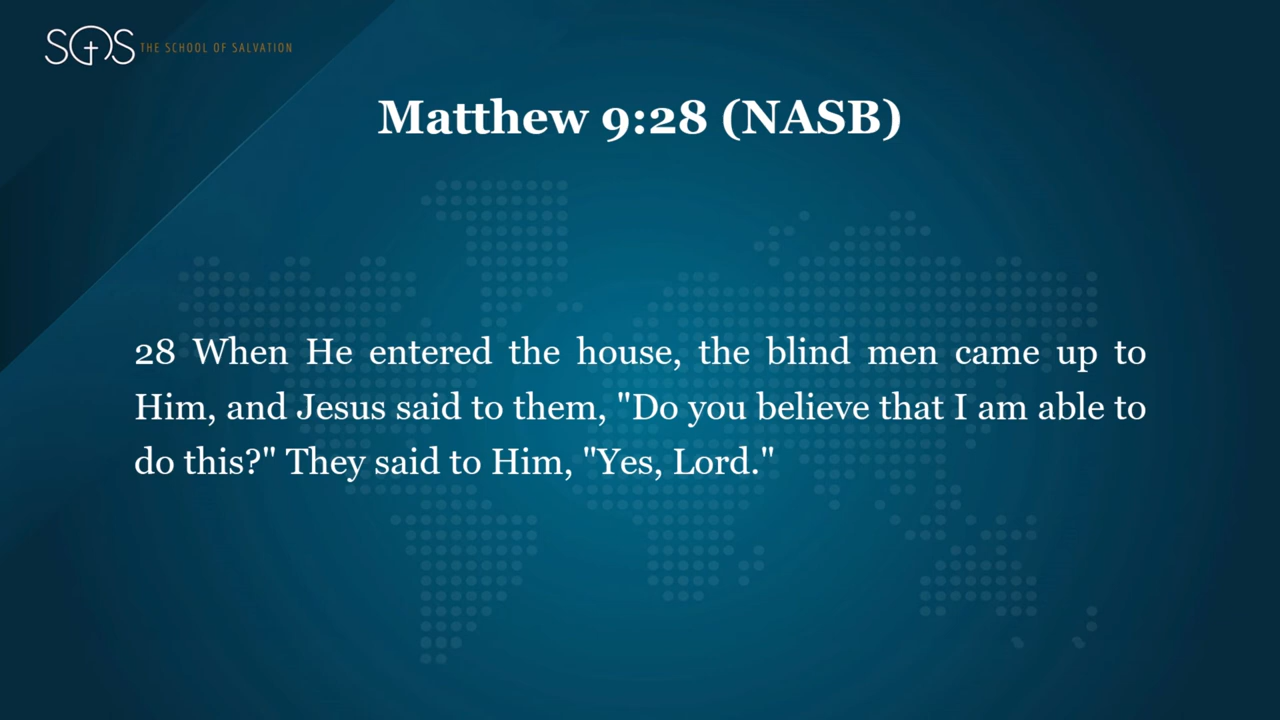 SOS THE SCHOOL OF SALVATION
Matthew 9:28 (NASB)
28 When He entered the house, the blind men came up to
Him, and Jesus said to them, "Do you believe that I am able to
do this?" They said to Him, "Yes, Lord."